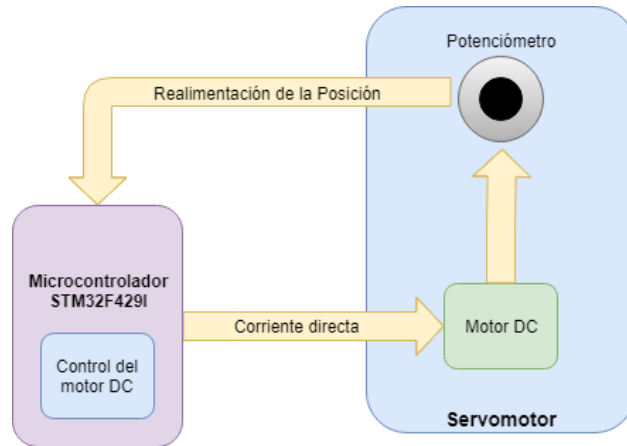 Potenciómetro
Realimentación de la Posición
Microcontrolador
STM32F429I
Corriente directa
Motor DC
Control del
motor DC
Servomotor